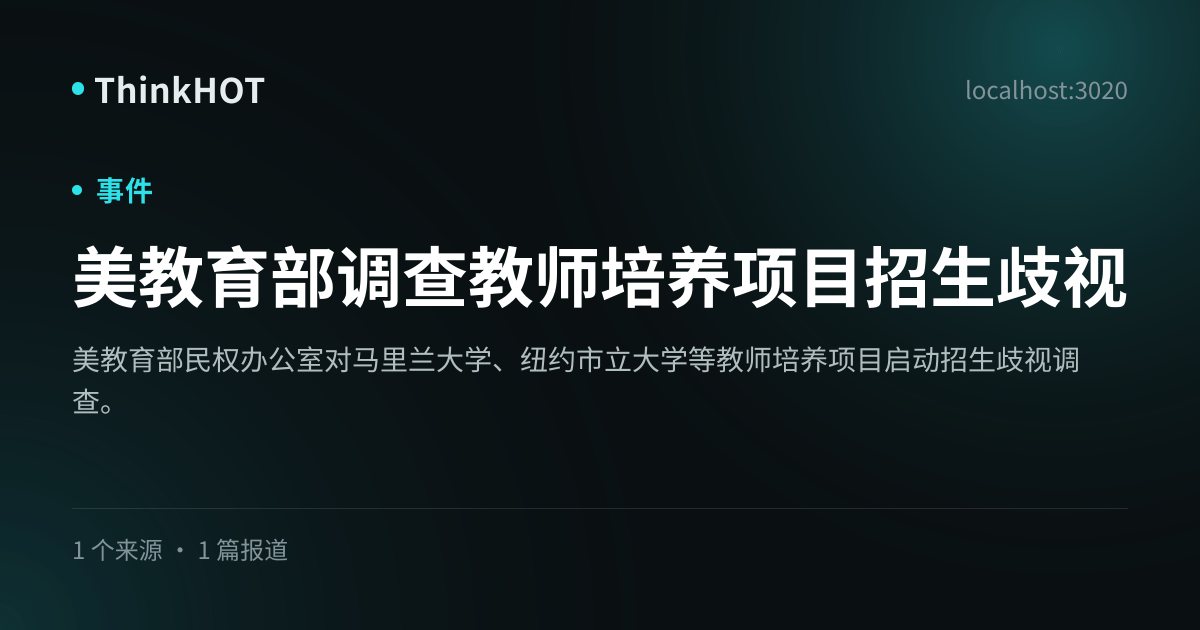 ThinkHOT
localhost:3020
事件
美教育部调查教师培养项目招生歧视
美教育部民权办公室对马里兰大学、纽约市立大学等教师培养项目启动招生歧视调
查。
1 个来源 · 1 篇报道